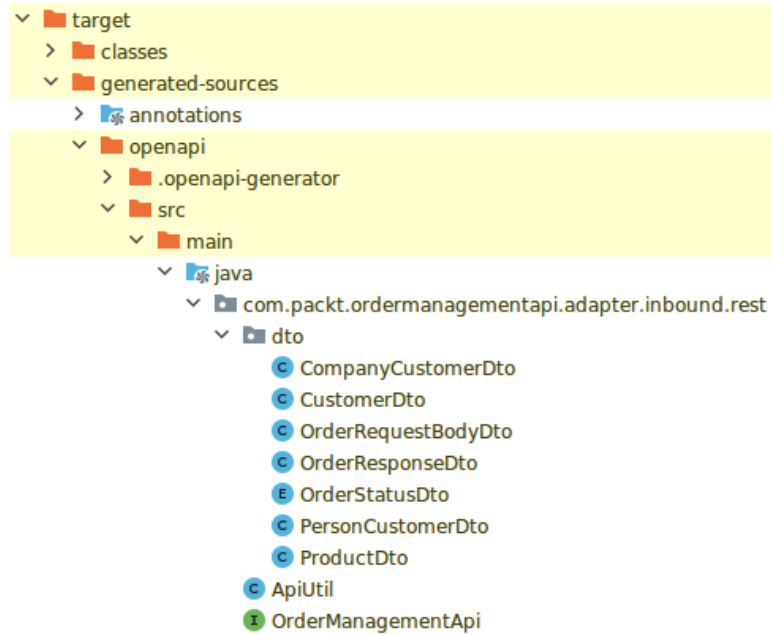 target
classes
generated-sources
annotations
openapi
.openapi-generator
src
main
java
com.packt.ordermanagementapi.adapter.inbound.rest
dto
C CompanyCustomerDto
C CustomerDto
C OrderRequestBodyDto
C OrderResponseDto
E OrderStatusDto
C PersonCustomerDto
C ProductDto
C ApiUtil
I OrderManagementApi